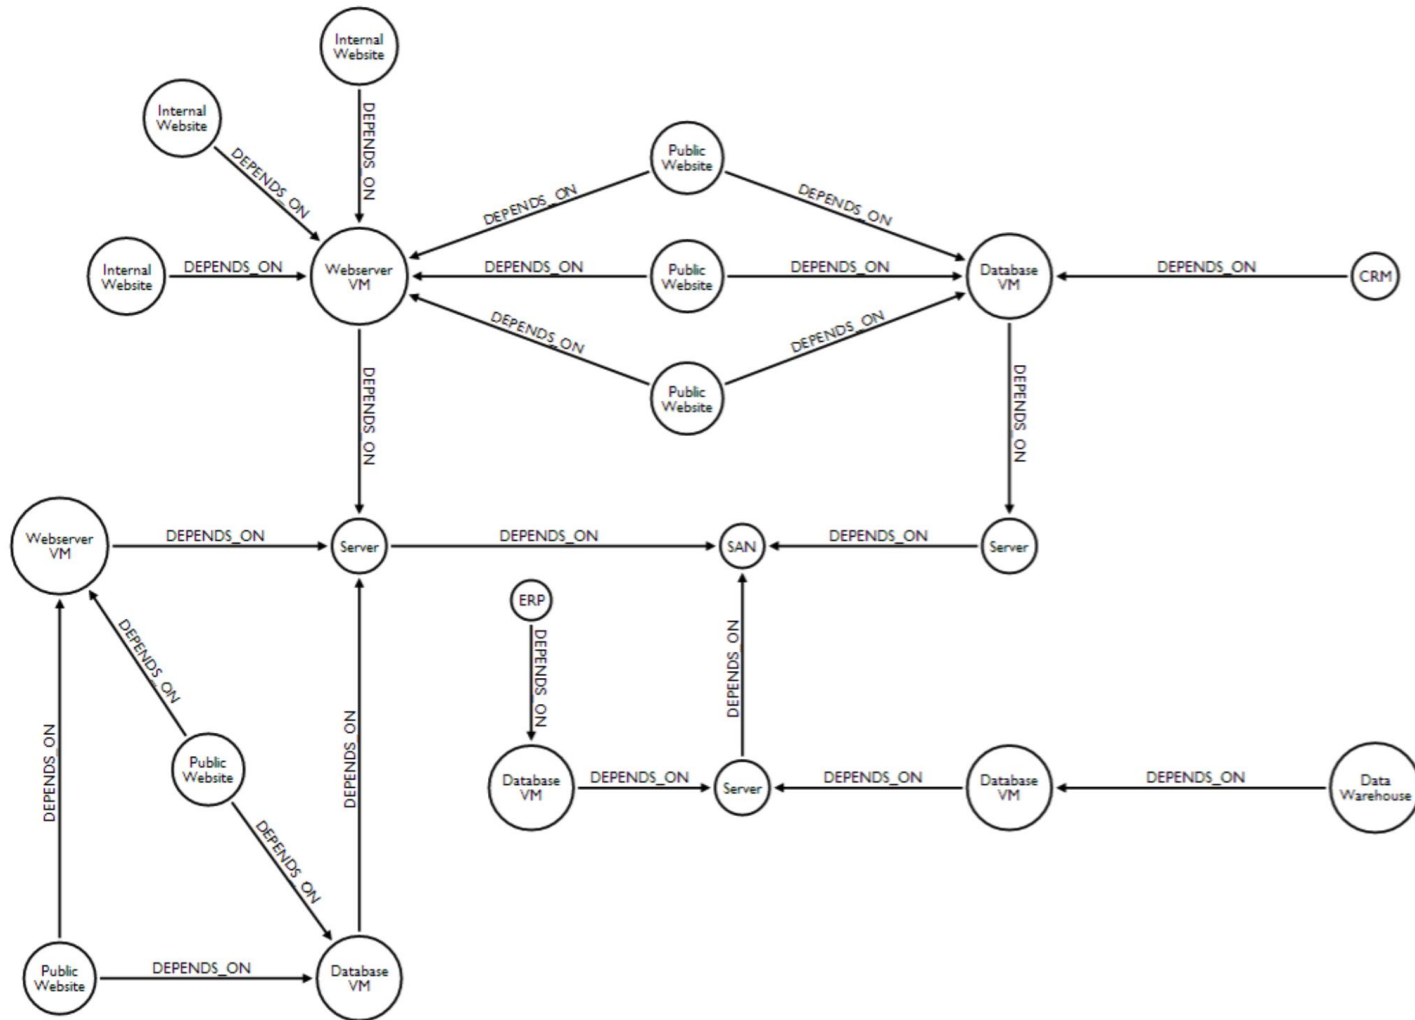 Internal
Website
Internal
Website
DEPENDS_ON
DEPENDS_ON
Public
Website
DEPENDS_ON
DEPENDS_ON
Internal
Website
DEPENDS_ON
Webserver
VM
DEPENDS_ON
Public
Website
DEPENDS_ON
Database
VM
DEPENDS_ON
CRM
DEPENDS_ON
DEPENDS_ON
Public
Website
DEPENDS_ON
DEPENDS_ON
Webserver
VM
DEPENDS_ON
Server
DEPENDS_ON
SAN
DEPENDS_ON
Server
ERP
DEPENDS_ON
DEPENDS_ON
DEPENDS_ON
DEPENDS_ON
DEPENDS_ON
Public
Website
Database
VM
DEPENDS_ON
Server
DEPENDS_ON
Database
VM
DEPENDS_ON
Data
Warehouse
DEPENDS_ON
Public
Website
DEPENDS_ON
Database
VM